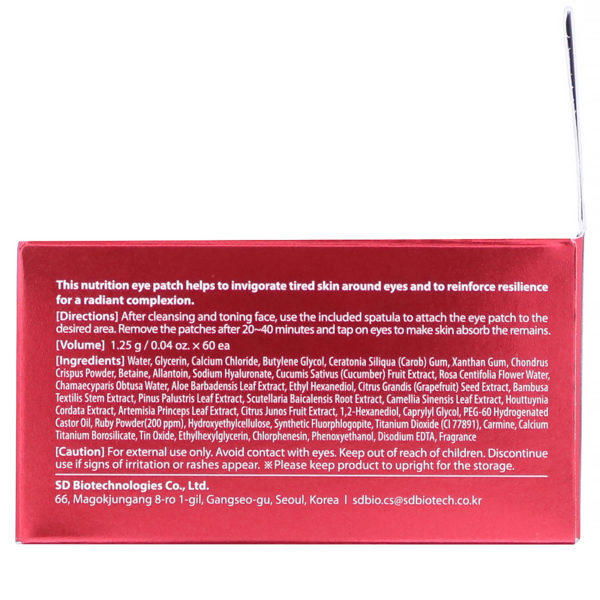 This nutrition eye patch helps to invigorate tired skin around eyes and to reinforce resilience
for a radiant complexion.
[Directions] After cleansing and toning face, use the included spatula to attach the eye patch to the
desired area. Remove the patches after 20~40 minutes and tap on eyes to make skin absorb the remains.
[Volume] 1.25 g / 0.04 oz. × 60 ea
[Ingredients] Water, Glycerin, Calcium Chloride, Butylene Glycol, Ceratonia Siliqua (Carob) Gum, Xanthan Gum, Chondrus
Crispus Powder, Betaine, Allantoin, Sodium Hyaluronate, Cucumis Sativus (Cucumber) Fruit Extract, Rosa Centifolia Flower Water,
Chamaecyparis Obtusa Water, Aloe Barbadensis Leaf Extract, Ethyl Hexanediol, Citrus Grandis (Grapefruit) Seed Extract, Bambusa
Textilis Stem Extract, Pinus Palustris Leaf Extract, Scutellaria Baicalensis Root Extract, Camellia Sinensis Leaf Extract, Houttuynia
Cordata Extract, Artemisia Princeps Leaf Extract, Citrus Junos Fruit Extract, 1,2-Hexanediol, Caprylyl Glycol, PEG-60 Hydrogenated
Castor Oil, Ruby Powder(200 ppm), Hydroxyethylcellulose, Synthetic Fluorphlogopite, Titanium Dioxide (CI 77891), Carmine, Calcium
Titanium Borosilicate, Tin Oxide, Ethylhexylglycerin, Chlorphenesin, Phenoxyethanol, Disodium EDTA, Fragrance
[Caution] For external use only. Avoid contact with eyes. Keep out of reach of children. Discontinue
use if signs of irritation or rashes appear. ※Please keep product to upright for the storage.
SD Biotechnologies Co., Ltd.
66, Magokjungang 8-ro 1-gil, Gangseo-gu, Seoul, Korea | sdbio.cs@sdbiotech.co.kr